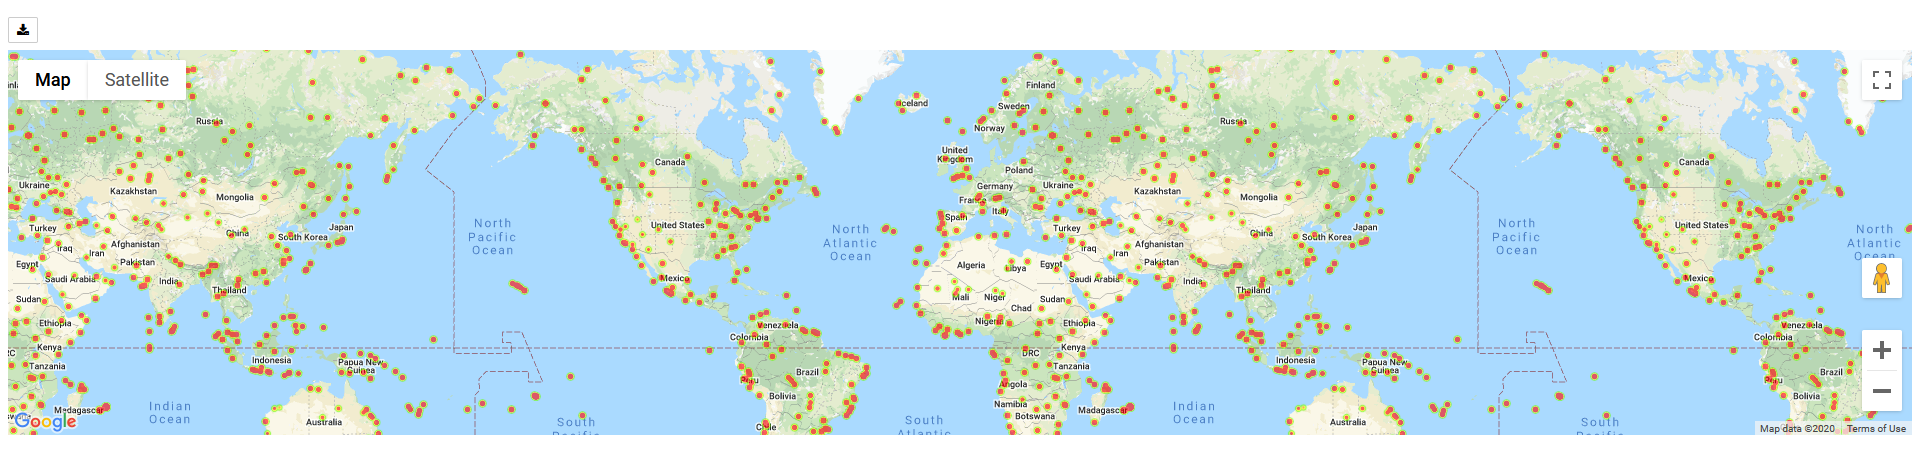 Map
Satellite
Iceland
Finland
Sweden
Norway
Russia
Russia
United
Kingdom
Canada
Canada
Poland
Ukraine
Germany
Ukraine
Kazakhstan
Kazakhstan
Mongolia
Mongolia
France
Italy
Spain
United States
United States
North
Pacific
Ocean
North
Atlantic
Ocean
North
Pacific
Ocean
North
Atlantic
Ocean
Turkey
China
South Korea
Japan
Turkey
China
South Korea
Japan
Iraq
Iran
Afghanistan
Pakistan
Iraq
Iran
Afghanistan
Pakistan
Egypt
Saudi Arabia
India
Algeria
Libya
Egypt
Saudi Arabia
India
Mexico
Mexico
Thailand
Thailand
Sudan
Mali
Niger
Chad
Sudan
Ethiopia
Venezuela
Nigeria
Ethiopia
Venezuela
Colombia
Colombia
Kenya
DRC
Kenya
Tanzania
Indonesia
Papua New
Guinea
Tanzania
Indonesia
Papua New
Guinea
Peru
Brazil
Peru
Brazil
Angola
Bolivia
Bolivia
Namibia
Botswana
Madagascar
Madagascar
Indian
Ocean
Indian
Ocean
Australia
Australia
Chile
South
South
Atlantic
South
Google
Map data ©2020
Terms of Use